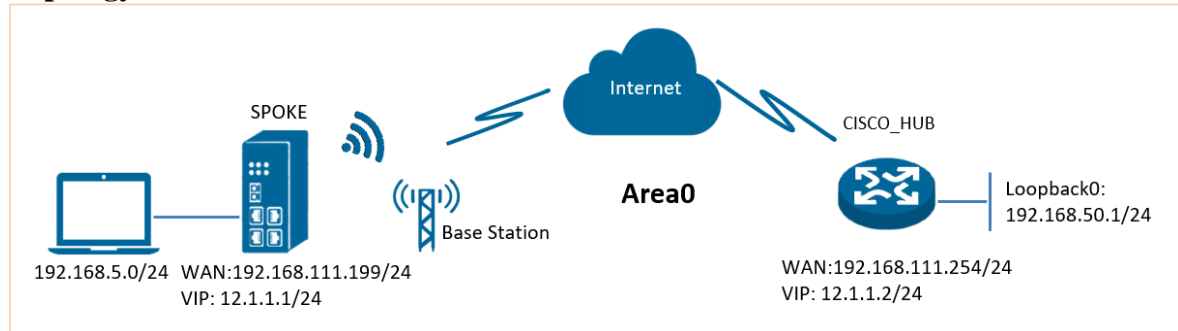 Internet
SPOKE
CISCO_HUB
Area0
Loopback0:
192.168.50.1/24
Base Station
192.168.5.0/24
WAN:192.168.111.199/24
VIP: 12.1.1.1/24
WAN:192.168.111.254/24
VIP: 12.1.1.2/24